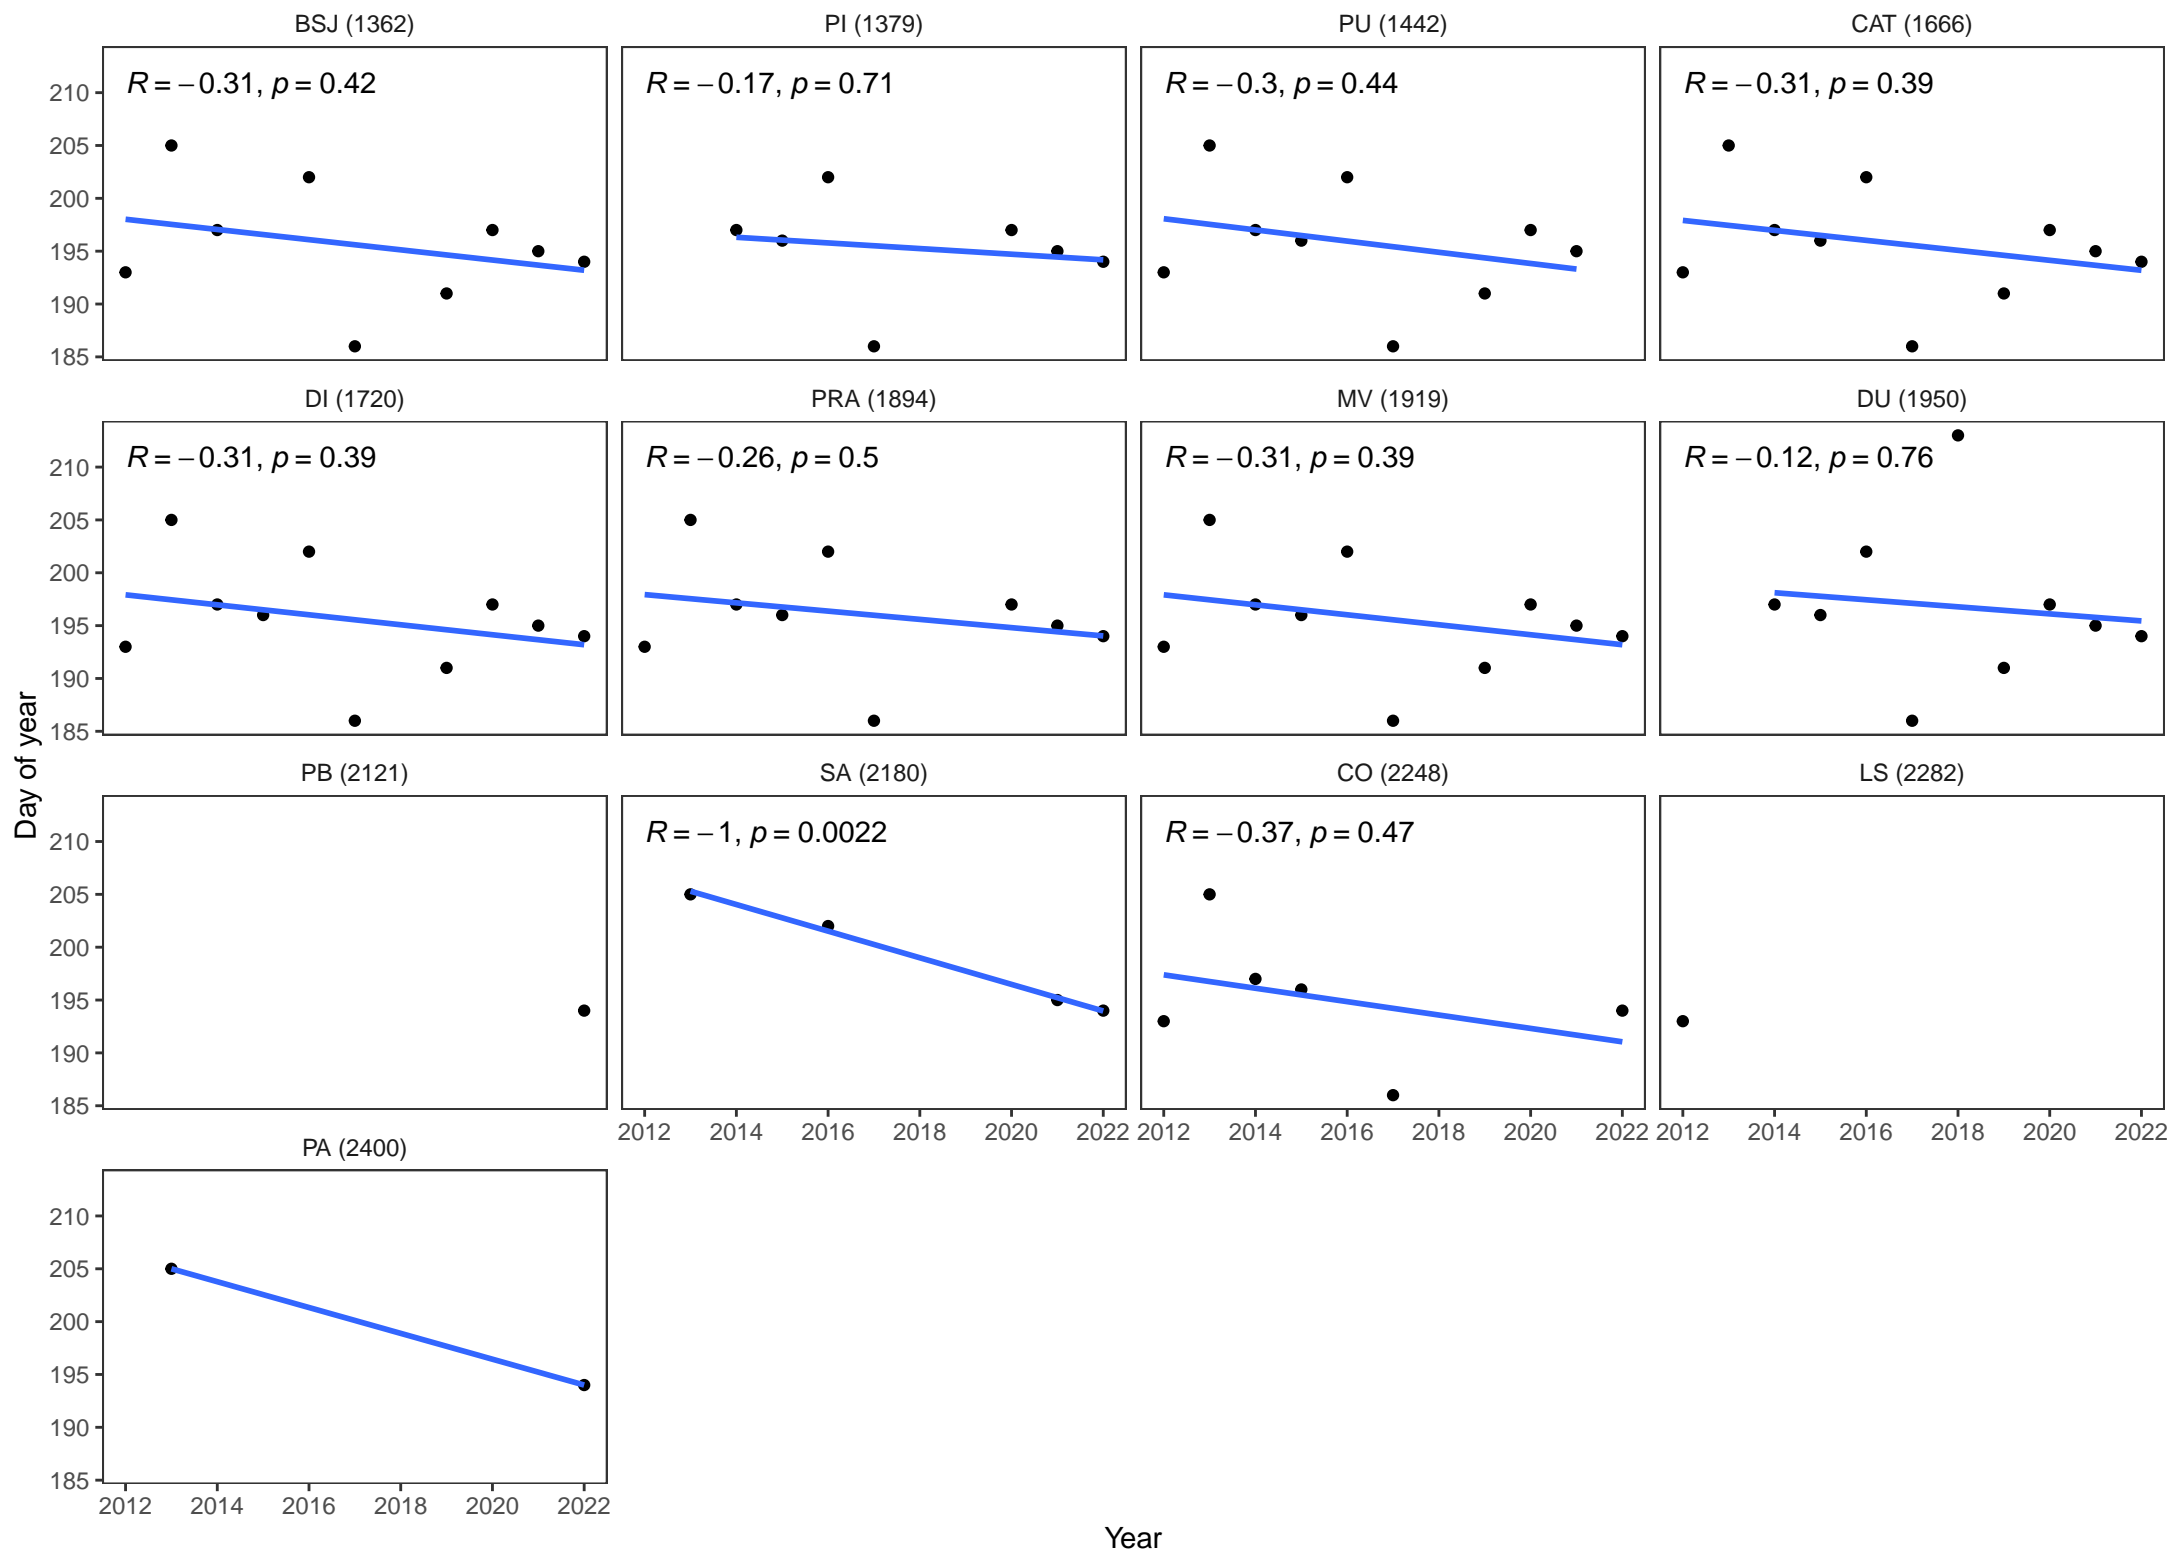 BSJ (1362) PI (1379) PU (1442) CAT (1666)
R = −0.31, p = 0.42 R = −0.17, p = 0.71 R = −0.3, p = 0.44 R = −0.31, p = 0.39
210
205
200
195
190
185
DI (1720) PRA (1894) MV (1919) DU (1950)
R = −0.31, p = 0.39 R = −0.26, p = 0.5 R = −0.31, p = 0.39 R = −0.12, p = 0.76
210
205
200
195
190
185
Day of year
PB (2121) SA (2180) CO (2248) LS (2282)
R = −1, p = 0.0022 R = −0.37, p = 0.47
210
205
200
195
190
185
2012 2014 2016 2018 2020 2022 2012 2014 2016 2018 2020 2022 2012 2014 2016 2018 2020 2022
PA (2400)
210
205
200
195
190
185
2012 2014 2016 2018 2020 2022
Year